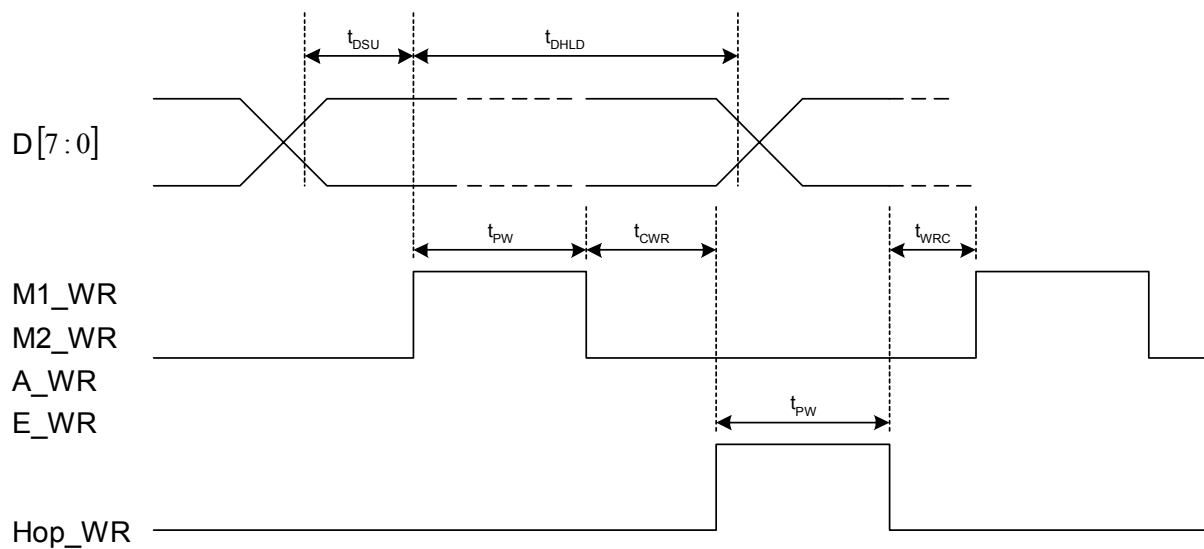 tDSU tDHLD
D[7:0]
tPW tCWR tWRC
M1_WR
M2_WR
A_WR
E_WR
tPW
Hop_WR